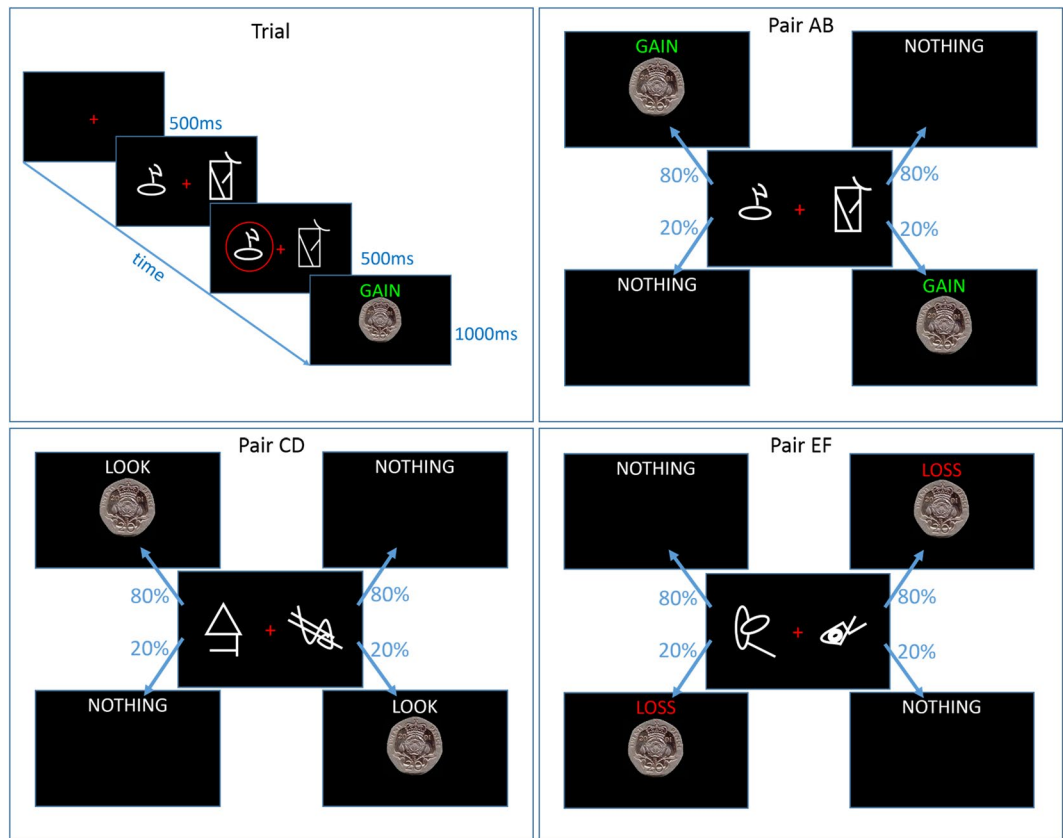 Trial
500ms
500ms
GAIN
1000ms
time
Pair AB
GAIN
NOTHING
80%
80%
20%
20%
NOTHING
GAIN
Pair CD
LOOK
NOTHING
80%
80%
20%
20%
NOTHING
LOOK
Pair EF
NOTHING
LOSS
80%
80%
20%
20%
LOSS
NOTHING